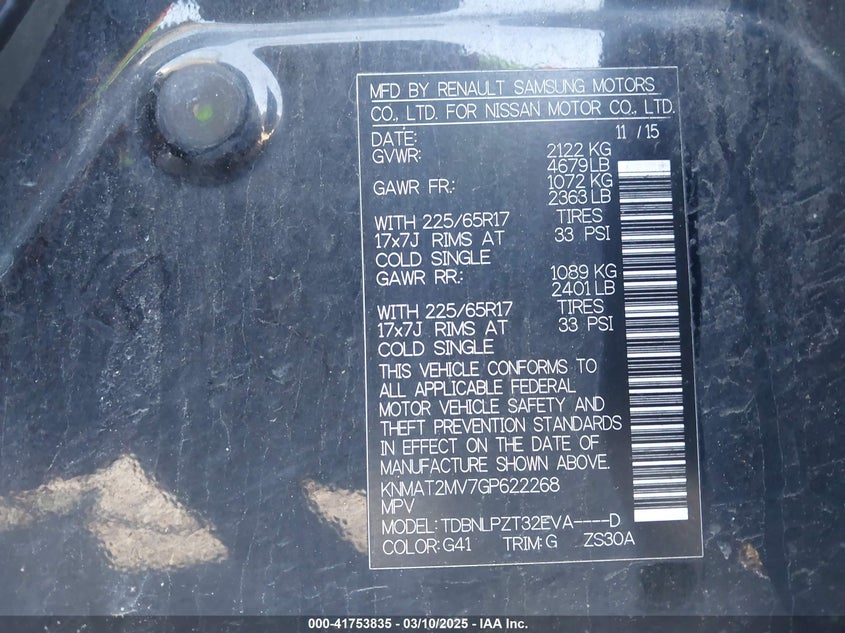 MFD BY RENAULT SAMSUNG MOTORS
CO., LTD. FOR NISSAN MOTOR CO., LTD.
DATE: 11 / 15
GVWR: 2122 KG
4679 LB
GAWR FR.: 1072 KG
2363 LB
WITH 225/65R17 TIRES
17x7J RIMS AT 33 PSI
COLD SINGLE
GAWR RR.: 1089 KG
2401 LB
WITH 225/65R17 TIRES
17x7J RIMS AT 33 PSI
COLD SINGLE
THIS VEHICLE CONFORMS TO
ALL APPLICABLE FEDERAL
MOTOR VEHICLE SAFETY AND
THEFT PREVENTION STANDARDS
IN EFFECT ON THE DATE OF
MANUFACTURE SHOWN ABOVE.
KNMAT2MV7GP622268
MPV
MODEL: TDBNLPZT32EVA----D
COLOR: G41 TRIM: G ZS30A
000-41753835 - 03/10/2025 - IAA Inc.